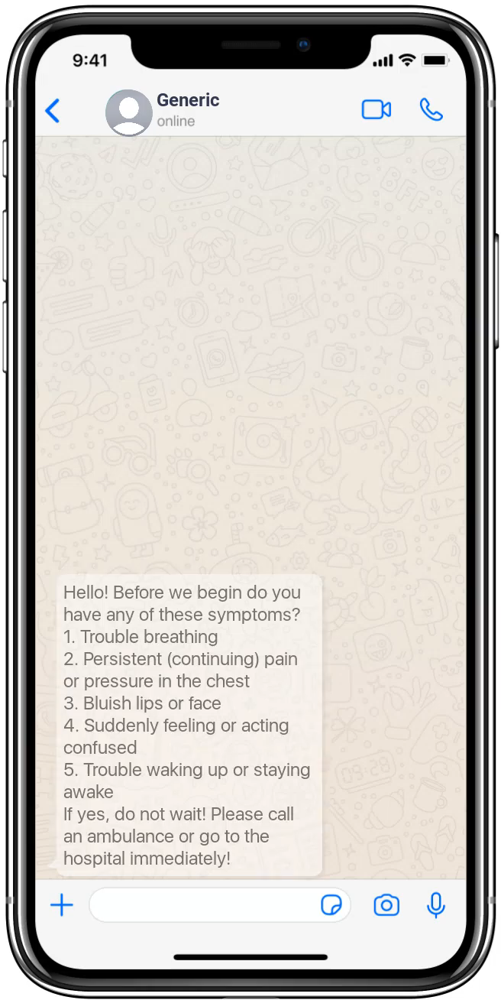 9:41
Generic
online
BFF
Hello! Before we begin do you
have any of these symptoms?
1. Trouble breathing
2. Persistent (continuing) pain
or pressure in the chest
3. Bluish lips or face
4. Suddenly feeling or acting
confused
5. Trouble waking up or staying
awake
If yes, do not wait! Please call
an ambulance or go to the
hospital immediately!
03:28